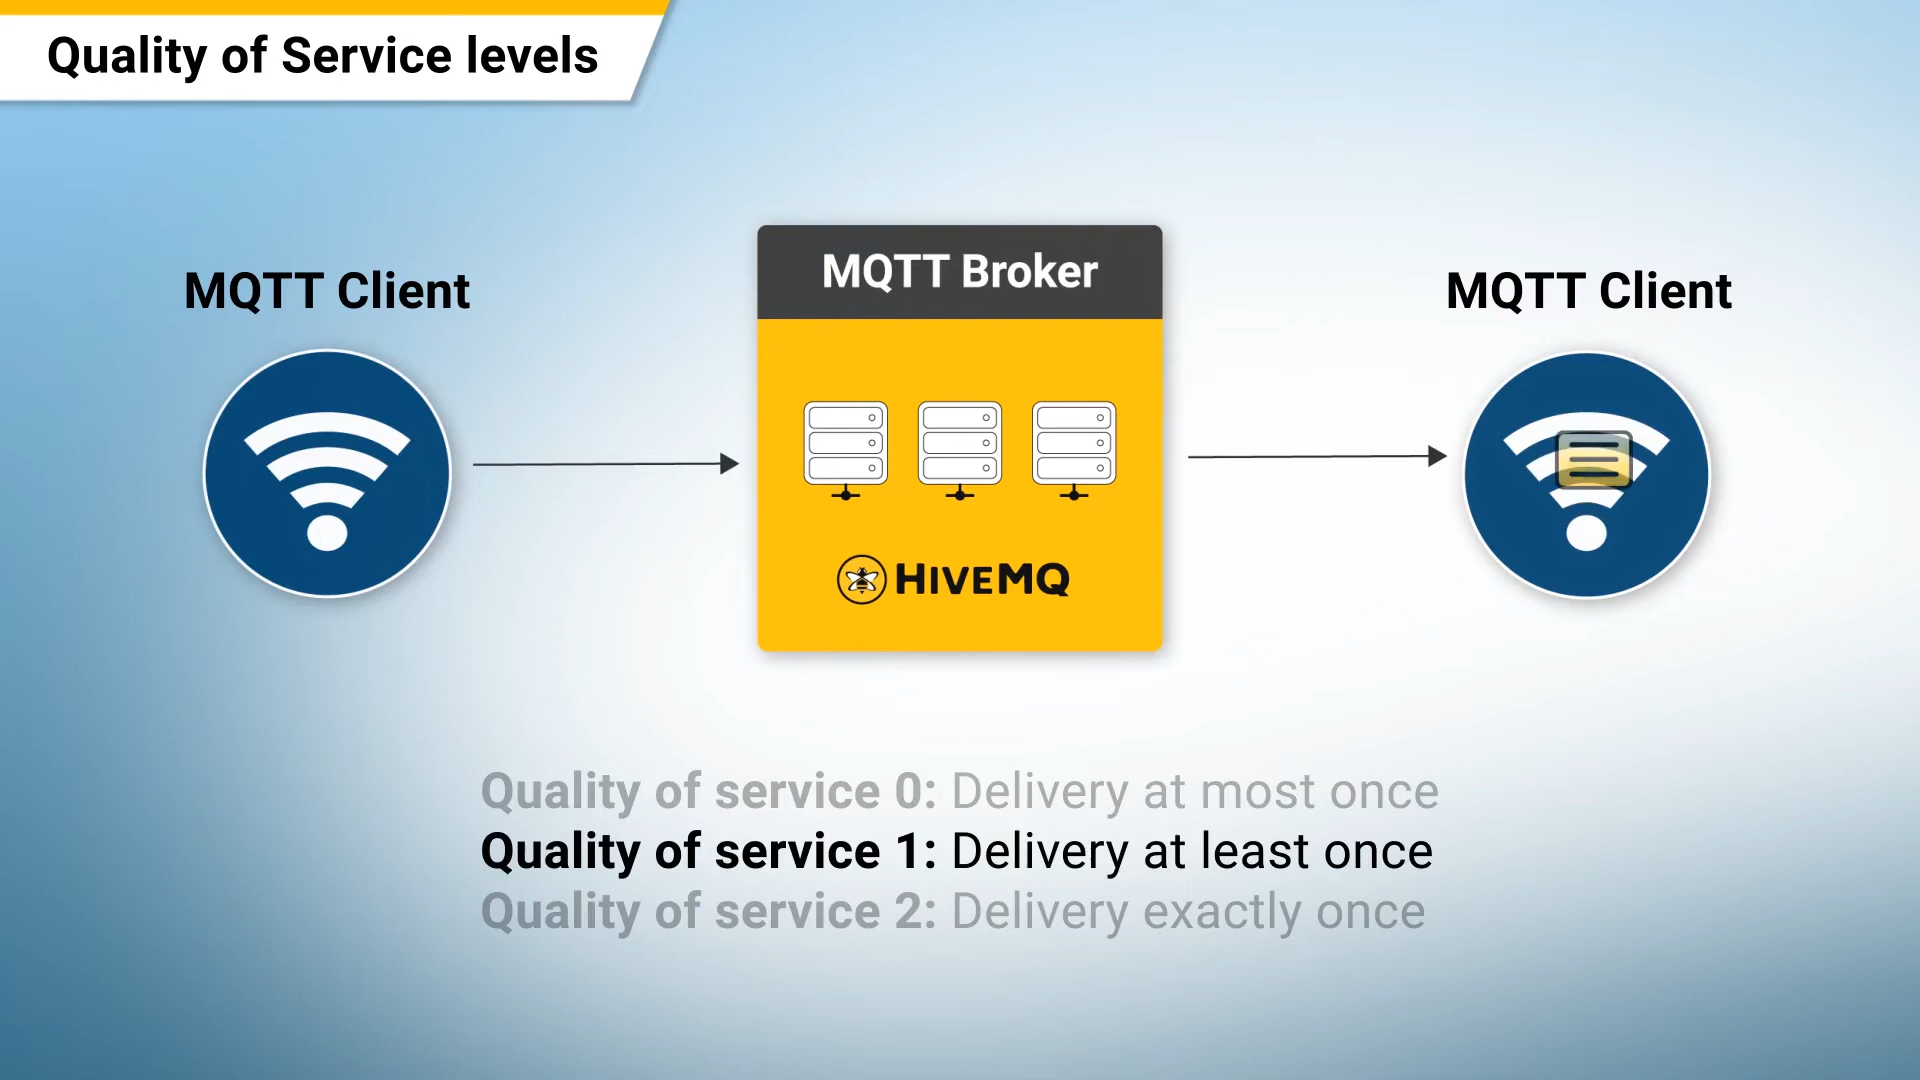 Quality of Service levels
MQTT Client
MQTT Broker
MQTT Client
HIVEMQ
Quality of service 0: Delivery at most once
Quality of service 1: Delivery at least once
Quality of service 2: Delivery exactly once